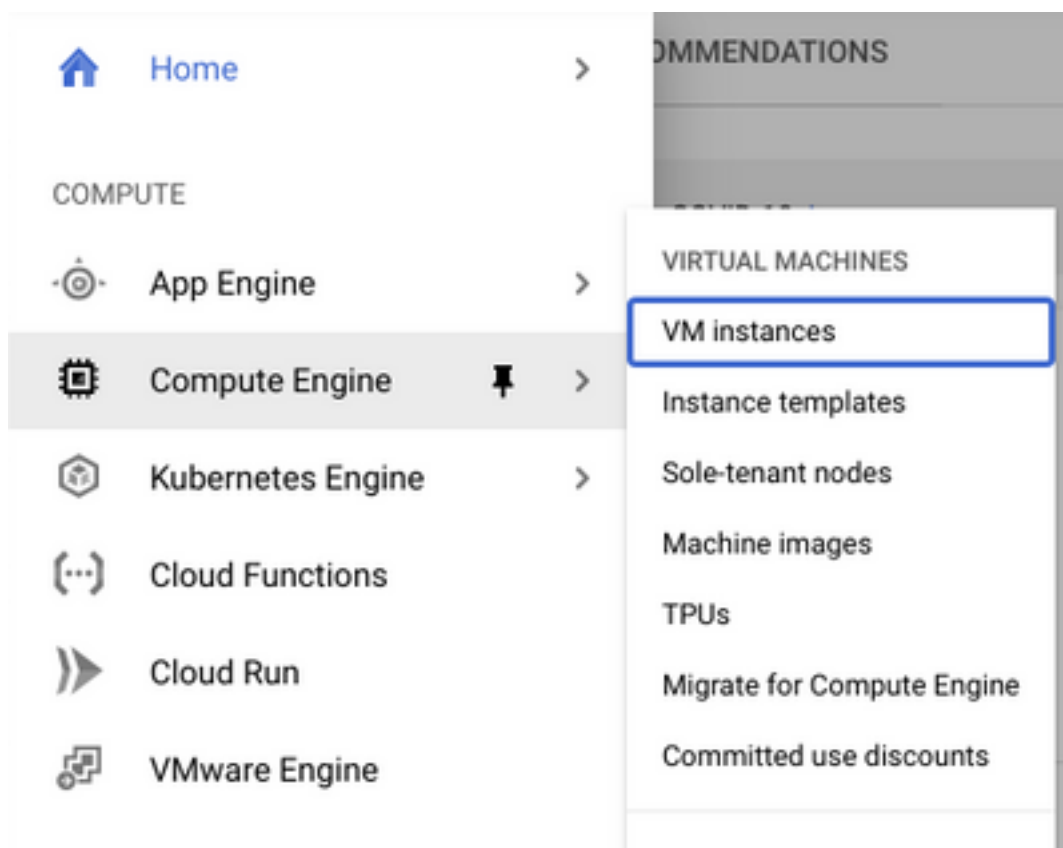 Home
OMMENDATIONS
COMPUTE
App Engine
Compute Engine
Kubernetes Engine
Cloud Functions
Cloud Run
VMware Engine
VIRTUAL MACHINES
VM instances
Instance templates
Sole-tenant nodes
Machine images
TPUs
Migrate for Compute Engine
Committed use discounts